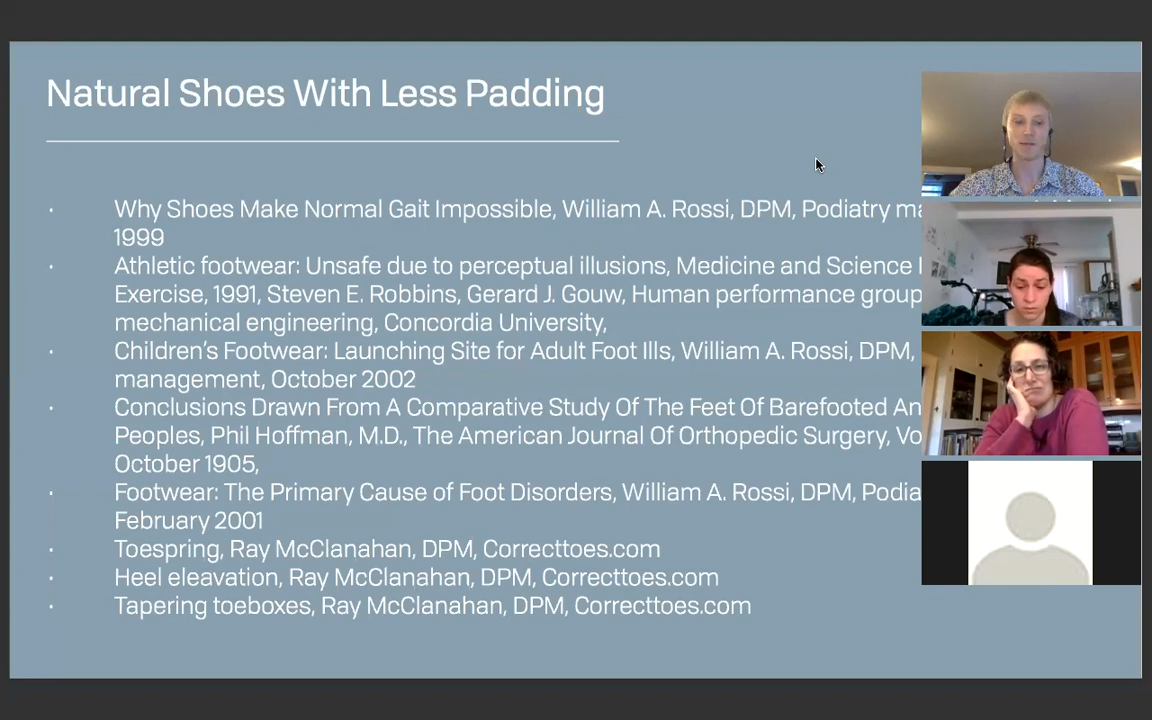 Natural Shoes With Less Padding
· Why Shoes Make Normal Gait Impossible, William A. Rossi, DPM, Podiatry
1999
· Athletic footwear: Unsafe due to perceptual illusions, Medicine and Science
Exercise, 1991, Steven E. Robbins, Gerard J. Gouw, Human performance group
mechanical engineering, Concordia University,
· Children's Footwear: Launching Site for Adult Foot Ills, William A. Rossi, DPM,
management, October 2002
· Conclusions Drawn From A Comparative Study Of The Feet Of Barefooted
Peoples, Phil Hoffman, M.D., The American Journal Of Orthopedic Surgery,
October 1905,
· Footwear: The Primary Cause of Foot Disorders, William A. Rossi, DPM,
February 2001
· Toespring, Ray McClanahan, DPM, Correcttoes.com
· Heel eleavation, Ray McClanahan, DPM, Correcttoes.com
· Tapering toeboxes, Ray McClanahan, DPM, Correcttoes.com